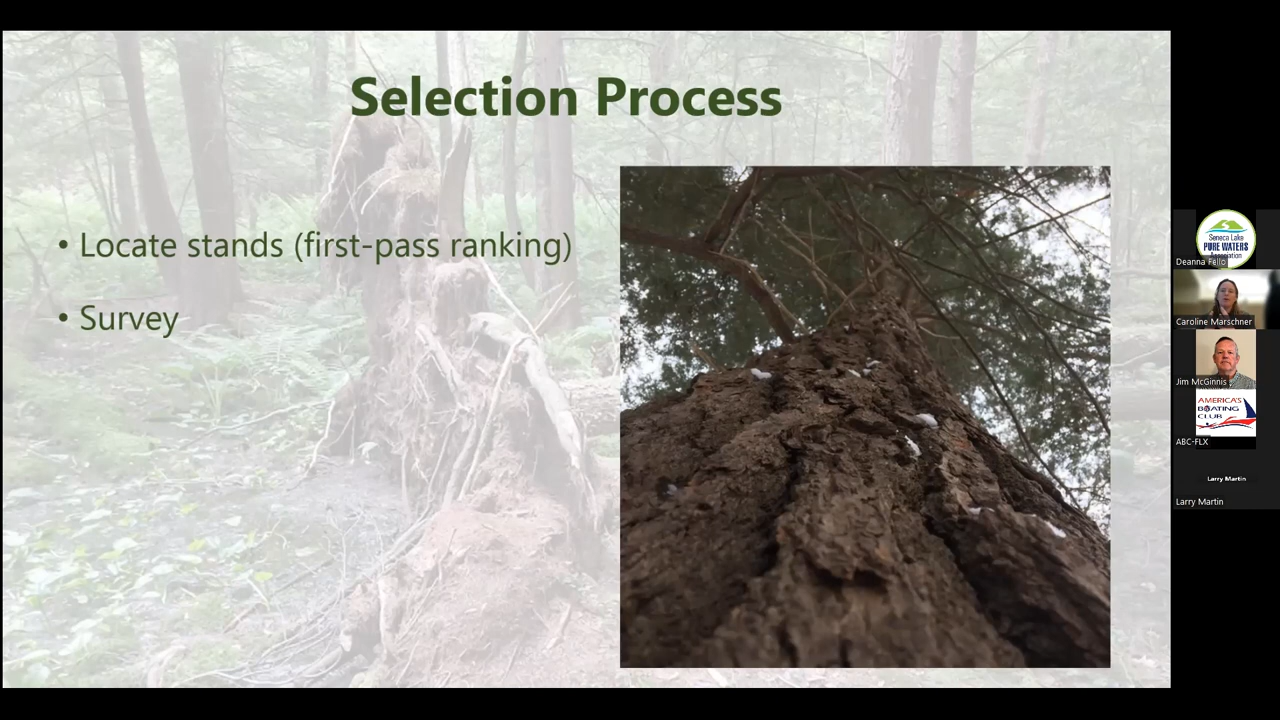 Selection Process
• Locate stands (first-pass ranking)
• Survey
Seneca Lake
PURE WATERS
Association
Deanna Fello
Caroline Marschner
Jim McGinnis
AMERICA'S
BOATING
CLUB
ABC-FLX
Larry Martin
Larry Martin